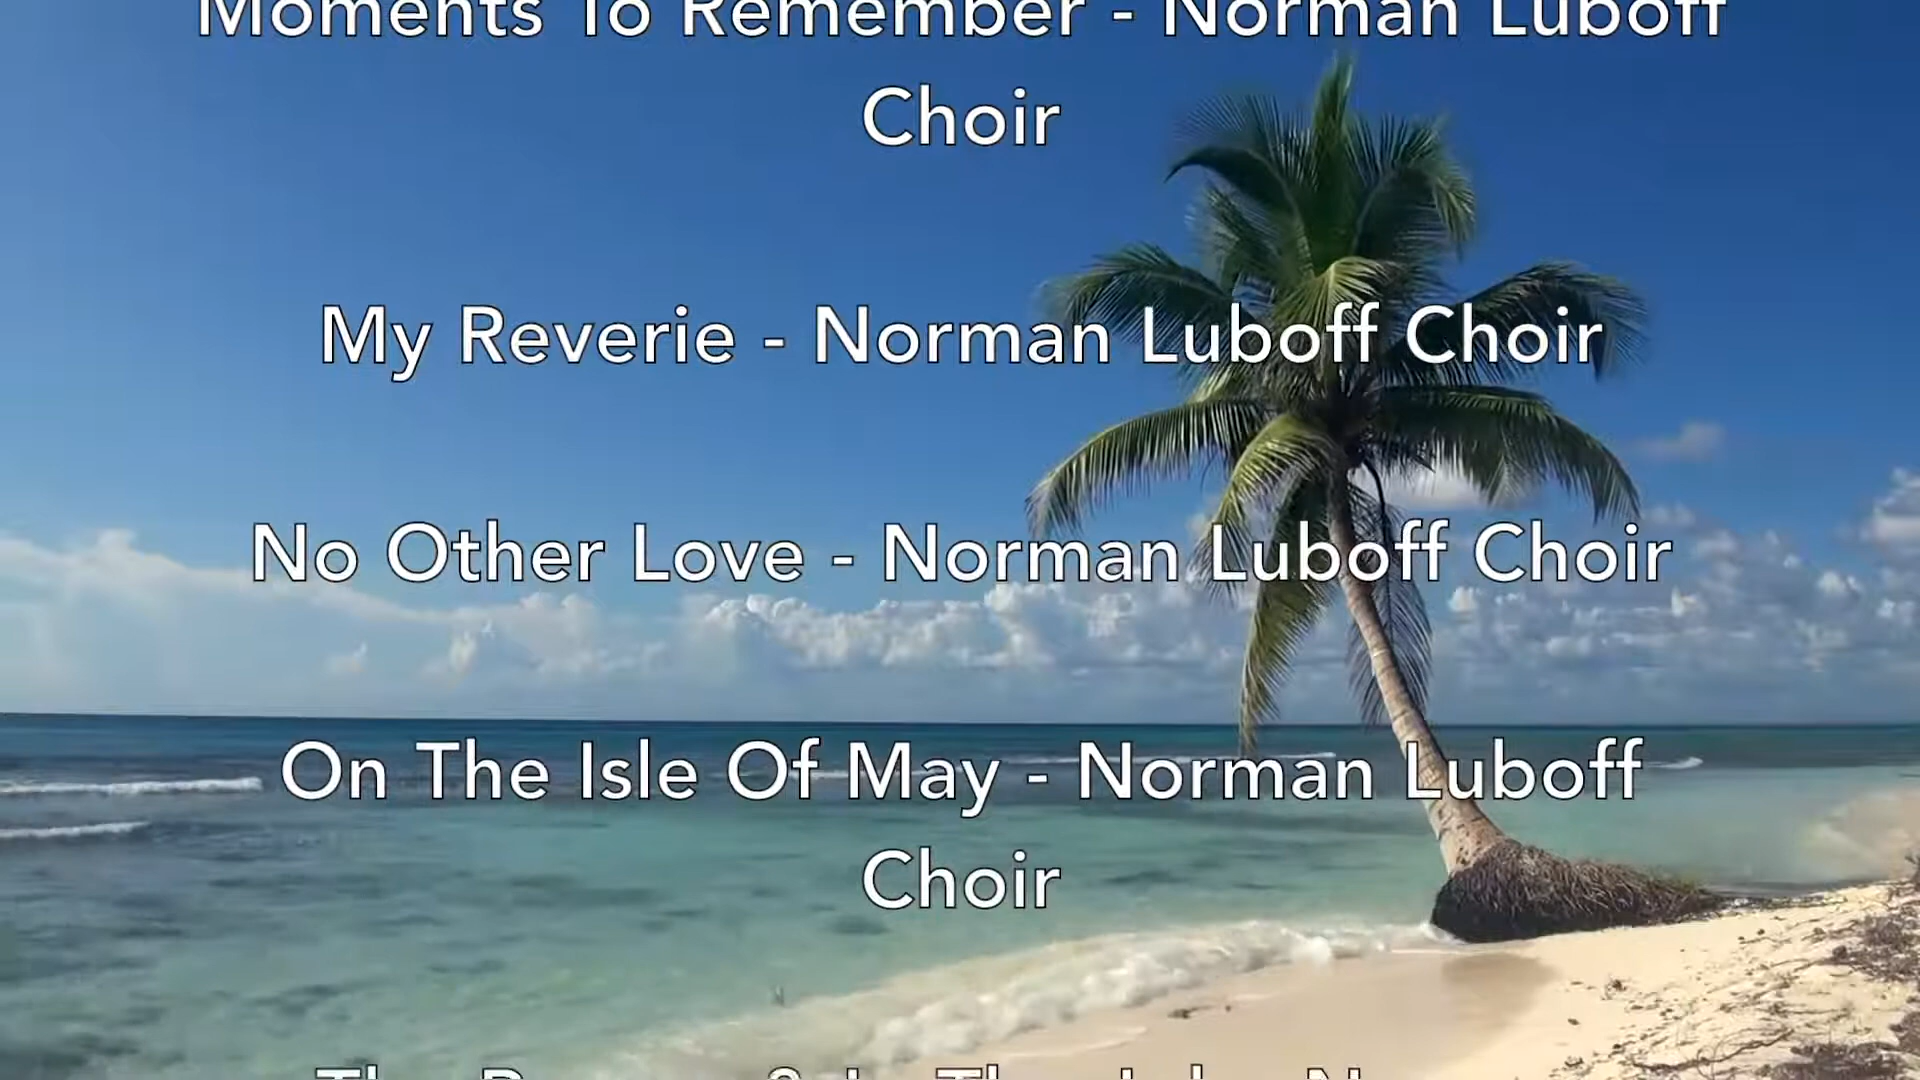 Moments To Remember - Norman Luboff
Choir
My Reverie - Norman Luboff Choir
No Other Love - Norman Luboff Choir
On The Isle Of May - Norman Luboff
Choir